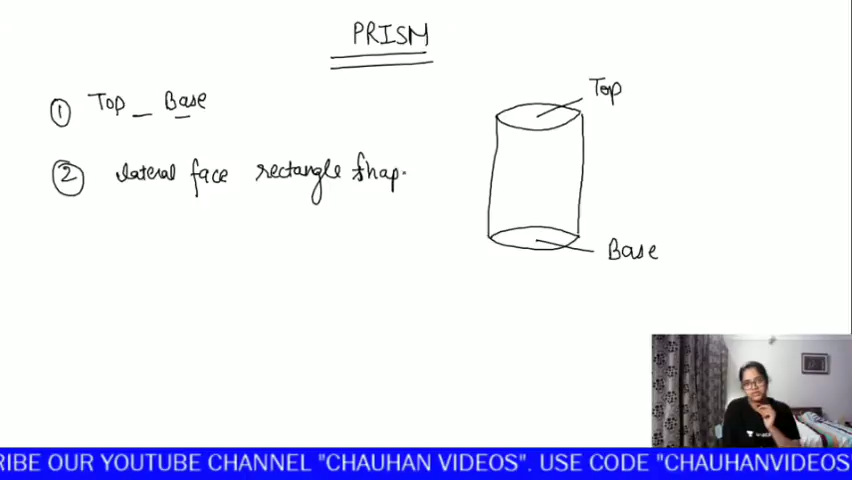 PRISM
① Top _ Base
② lateral face rectangle shap.
Top
Base
RIBE OUR YOUTUBE CHANNEL "CHAUHAN VIDEOS". USE CODE "CHAUHANVIDEOS"